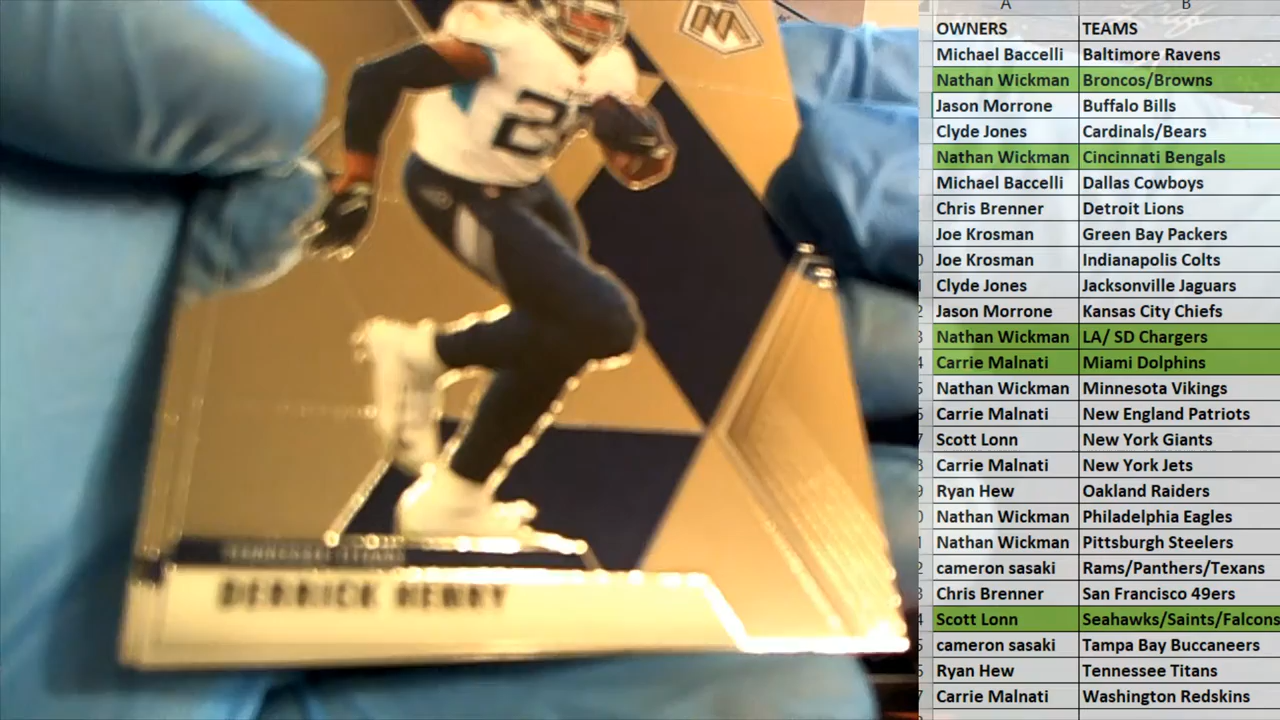 A B
OWNERS TEAMS
Michael Baccelli Baltimore Ravens
Nathan Wickman Broncos/Browns
Jason Morrone Buffalo Bills
Clyde Jones Cardinals/Bears
Nathan Wickman Cincinnati Bengals
Michael Baccelli Dallas Cowboys
Chris Brenner Detroit Lions
Joe Krosman Green Bay Packers
Joe Krosman Indianapolis Colts
Clyde Jones Jacksonville Jaguars
Jason Morrone Kansas City Chiefs
Nathan Wickman LA/ SD Chargers
Carrie Malnati Miami Dolphins
Nathan Wickman Minnesota Vikings
Carrie Malnati New England Patriots
Scott Lonn New York Giants
Carrie Malnati New York Jets
Ryan Hew Oakland Raiders
Nathan Wickman Philadelphia Eagles
Nathan Wickman Pittsburgh Steelers
cameron sasaki Rams/Panthers/Texans
Chris Brenner San Francisco 49ers
Scott Lonn Seahawks/Saints/Falcons
cameron sasaki Tampa Bay Buccaneers
Ryan Hew Tennessee Titans
Carrie Malnati Washington Redskins
M
2
TENNESSEE TITANS
DERRICK HENRY